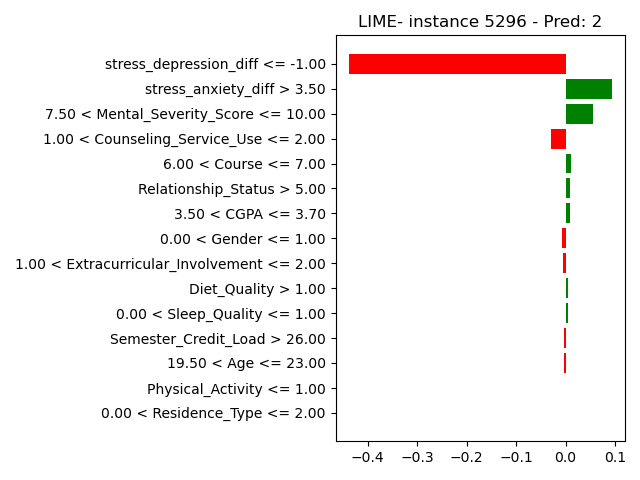 LIME- instance 5296 - Pred: 2
stress_depression_diff <= -1.00
stress_anxiety_diff > 3.50
7.50 < Mental_Severity_Score <= 10.00
1.00 < Counseling_Service_Use <= 2.00
6.00 < Course <= 7.00
Relationship_Status > 5.00
3.50 < CGPA <= 3.70
0.00 < Gender <= 1.00
1.00 < Extracurricular_Involvement <= 2.00
Diet_Quality > 1.00
0.00 < Sleep_Quality <= 1.00
Semester_Credit_Load > 26.00
19.50 < Age <= 23.00
Physical_Activity <= 1.00
0.00 < Residence_Type <= 2.00
−0.4 −0.3 −0.2 −0.1 0.0 0.1